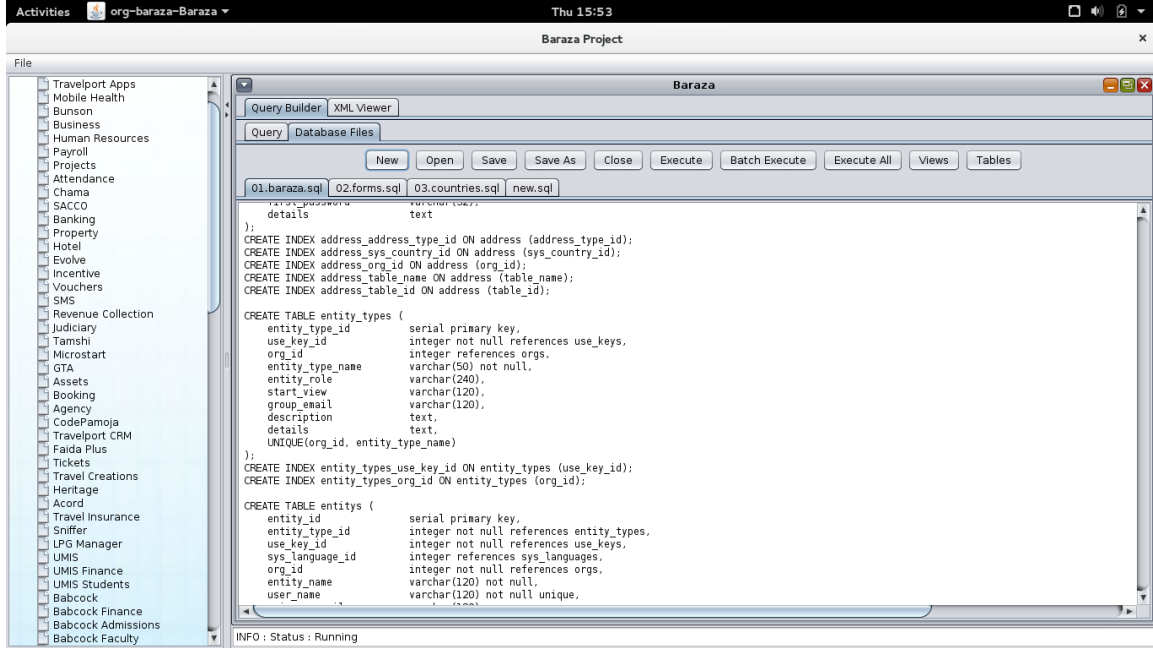 Activities org-baraza-Baraza Thu 15:53
Baraza Project
File
Travelport Apps
Mobile Health
Bunson
Business
Human Resources
Payroll
Projects
Attendance
Chama
SACCO
Banking
Property
Hotel
Evolve
Incentive
Vouchers
SMS
Revenue Collection
Judiciary
Tamshi
Microstart
GTA
Assets
Booking
Agency
CodePamoja
Travelport CRM
Faida Plus
Tickets
Travel Creations
Heritage
Acord
Travel Insurance
Sniffer
LPG Manager
UMIS
UMIS Finance
UMIS Students
Babcock
Babcock Finance
Babcock Admissions
Babcock Faculty
Baraza
Query Builder XML Viewer
Query Database Files
New Open Save Save As Close Execute Batch Execute Execute All Views Tables
01.baraza.sql 02.forms.sql 03.countries.sql new.sql
first_password varchar(32),
details text
);
CREATE INDEX address_address_type_id ON address (address_type_id);
CREATE INDEX address_sys_country_id ON address (sys_country_id);
CREATE INDEX address_org_id ON address (org_id);
CREATE INDEX address_table_name ON address (table_name);
CREATE INDEX address_table_id ON address (table_id);
CREATE TABLE entity_types (
entity_type_id serial primary key,
use_key_id integer not null references use_keys,
org_id integer references orgs,
entity_type_name varchar(50) not null,
entity_role varchar(240),
start_view varchar(120),
group_email varchar(120),
description text,
details text,
UNIQUE(org_id, entity_type_name)
);
CREATE INDEX entity_types_use_key_id ON entity_types (use_key_id);
CREATE INDEX entity_types_org_id ON entity_types (org_id);
CREATE TABLE entitys (
entity_id serial primary key,
entity_type_id integer not null references entity_types,
use_key_id integer not null references use_keys,
sys_language_id integer references sys_languages,
org_id integer not null references orgs,
entity_name varchar(120) not null,
user_name varchar(120) not null unique,
INFO : Status : Running